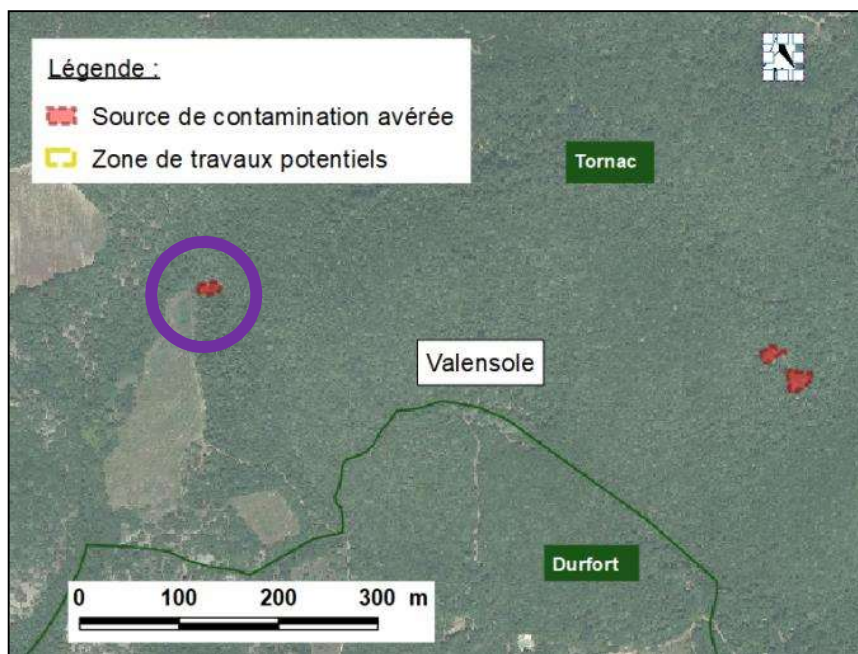 Légende :
Source de contamination avérée
Zone de travaux potentiels
Tornac
Valensole
Durfort
0 100 200 300 m